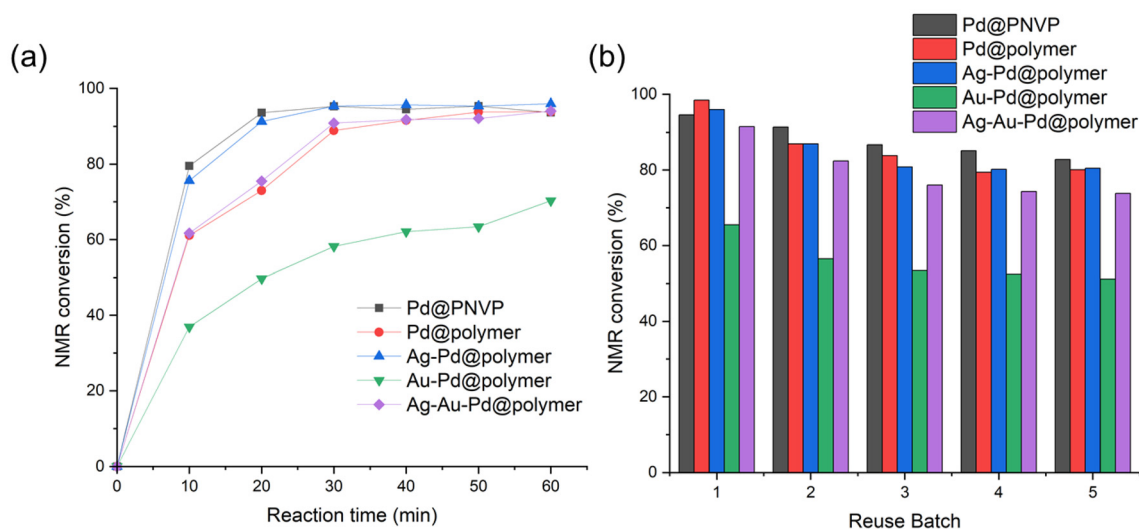 (a)
100
80
60
40
20
0
NMR conversion (%)
0 10 20 30 40 50 60
Reaction time (min)
Pd@PNVP
Pd@polymer
Ag-Pd@polymer
Au-Pd@polymer
Ag-Au-Pd@polymer
(b)
Pd@PNVP
Pd@polymer
Ag-Pd@polymer
Au-Pd@polymer
Ag-Au-Pd@polymer
100
80
60
40
20
0
NMR conversion (%)
1 2 3 4 5
Reuse Batch